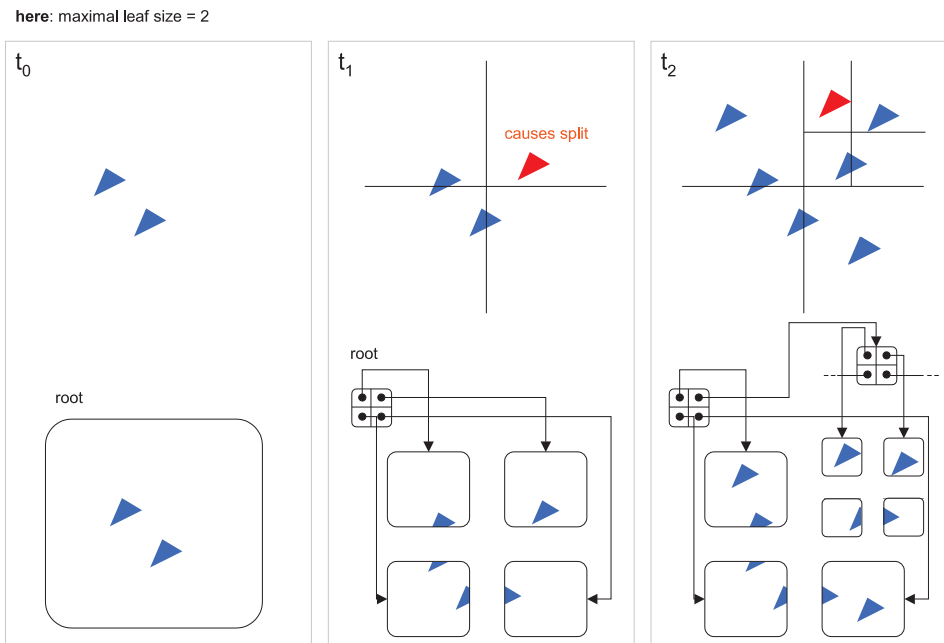 here: maximal leaf size = 2
t0
t1
t2
causes split
root
root